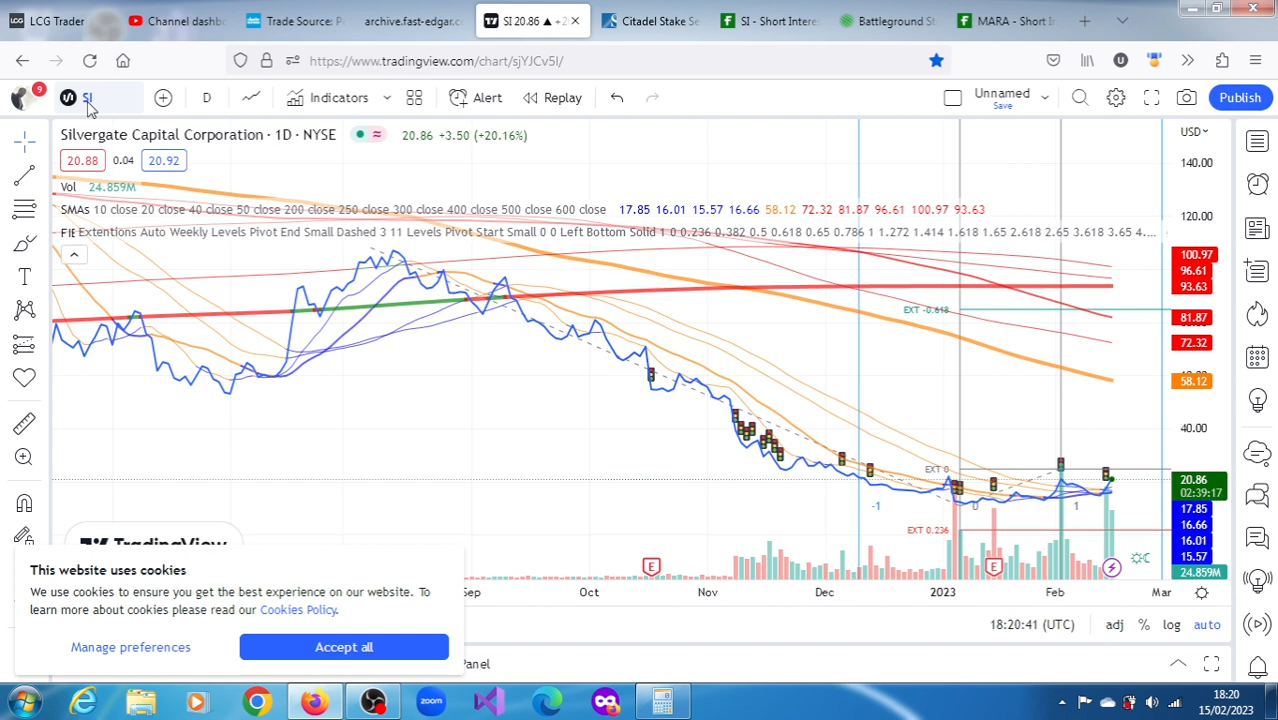 LCG Trader
Channel dashb
Trade Source: P
archive.fast-edgar.c
SI 20.86 ▲ +2
Citadel Stake Se
SI - Short Interes
Battleground St
MARA - Short In
https://www.tradingview.com/chart/sjYJCv5I/
9
SI
D
Indicators
Alert
Replay
Unnamed
Save
Publish
Silvergate Capital Corporation · 1D · NYSE
20.86 +3.50 (+20.16%)
USD
20.88 0.04 20.92
Vol 24.859M
SMAs 10 close 20 close 40 close 50 close 200 close 250 close 300 close 400 close 500 close 600 close 17.85 16.01 15.57 16.66 58.12 72.32 81.87 96.61 100.97 93.63
Extentions Auto Weekly Levels Pivot End Small Dashed 3 11 Levels Pivot Start Small 0 0 Left Bottom Solid 1 0 0.236 0.382 0.5 0.618 0.65 0.786 1 1.272 1.414 1.618 1.65 2.618 2.65 3.618 3.65 4....
140.00
120.00
100.97
96.61
93.63
EXT -0.618
81.87
72.32
58.12
40.00
EXT 0
20.86
02:39:17
-1
0
1
17.85
16.66
16.01
15.57
EXT 0.236
TradingView
E
E
24.859M
Sep
Oct
Nov
Dec
2023
Feb
Mar
This website uses cookies
We use cookies to ensure you get the best experience on our website. To
learn more about cookies please read our Cookies Policy.
Manage preferences
Accept all
18:20:41 (UTC)
adj
%
log
auto
Panel
zoom
18:20
15/02/2023